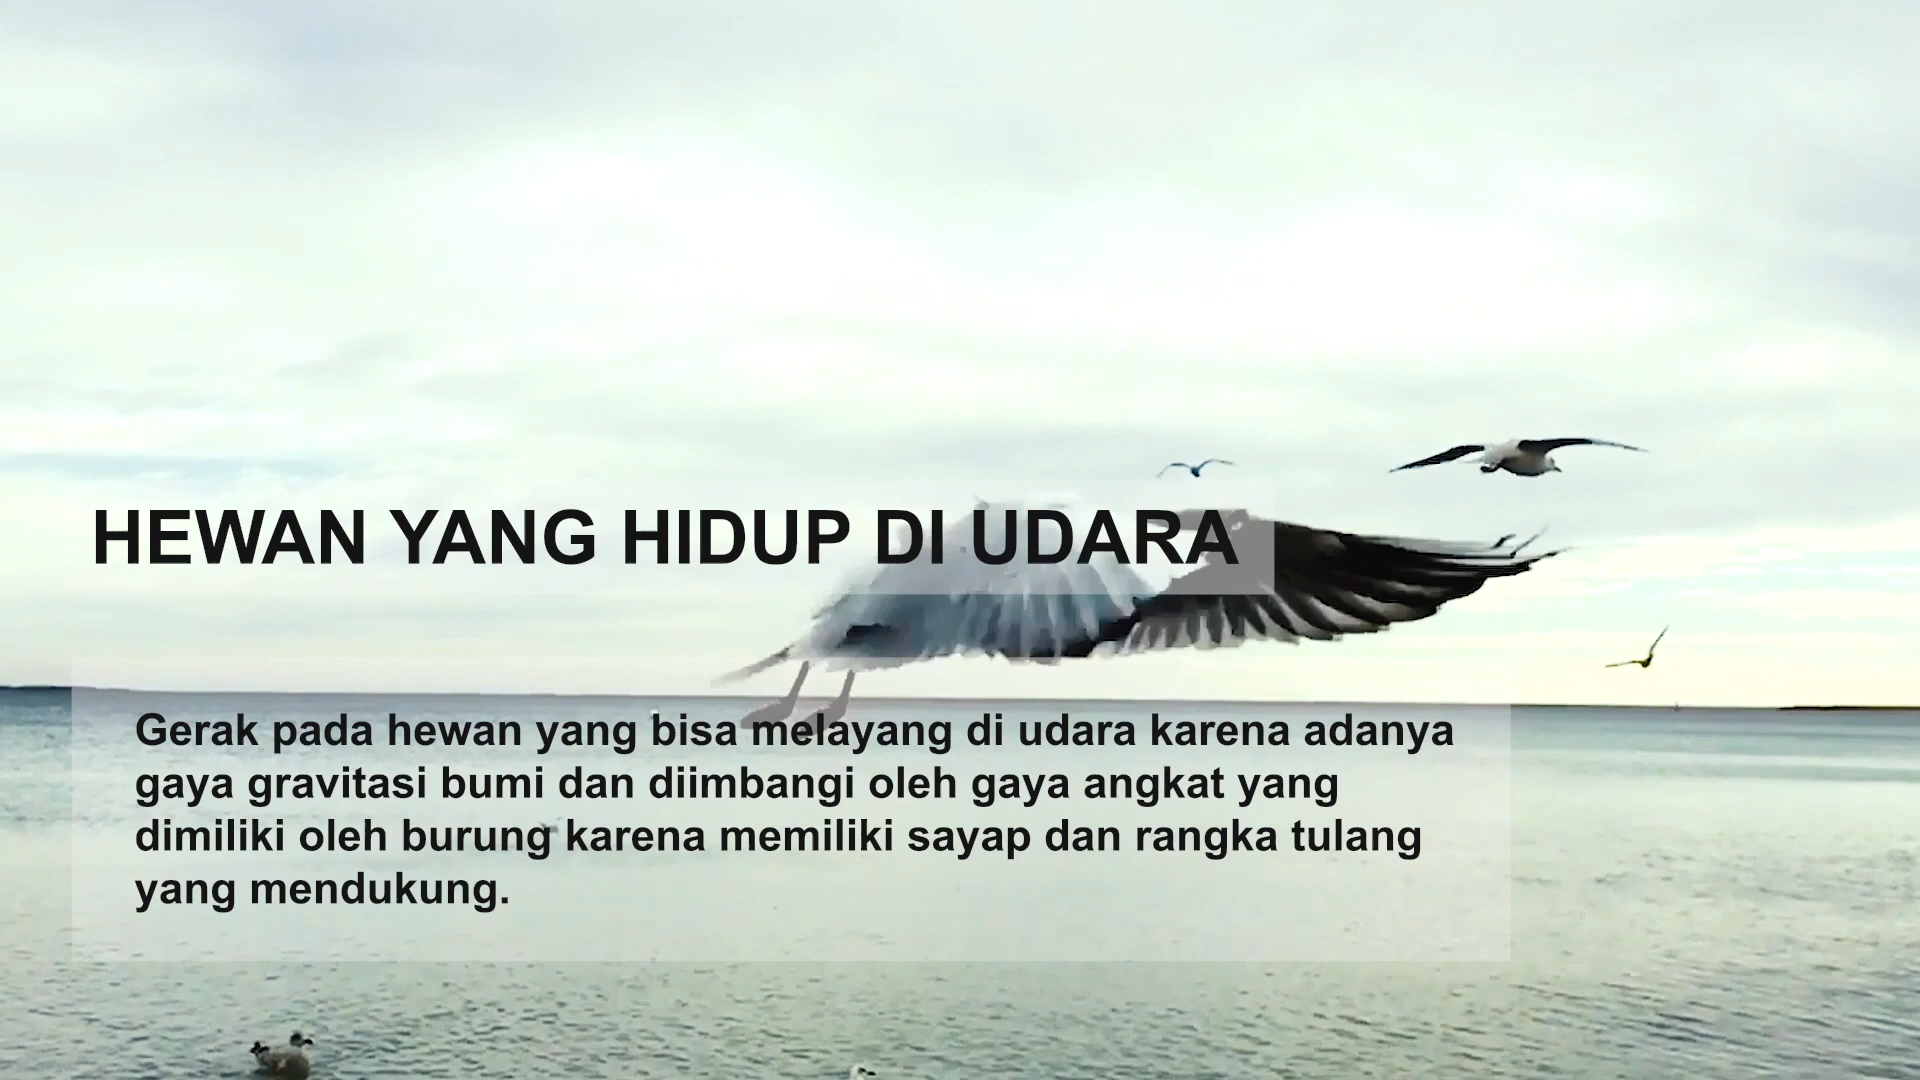 HEWAN YANG HIDUP DI UDARA
Gerak pada hewan yang bisa melayang di udara karena adanya
gaya gravitasi bumi dan diimbangi oleh gaya angkat yang
dimiliki oleh burung karena memiliki sayap dan rangka tulang
yang mendukung.